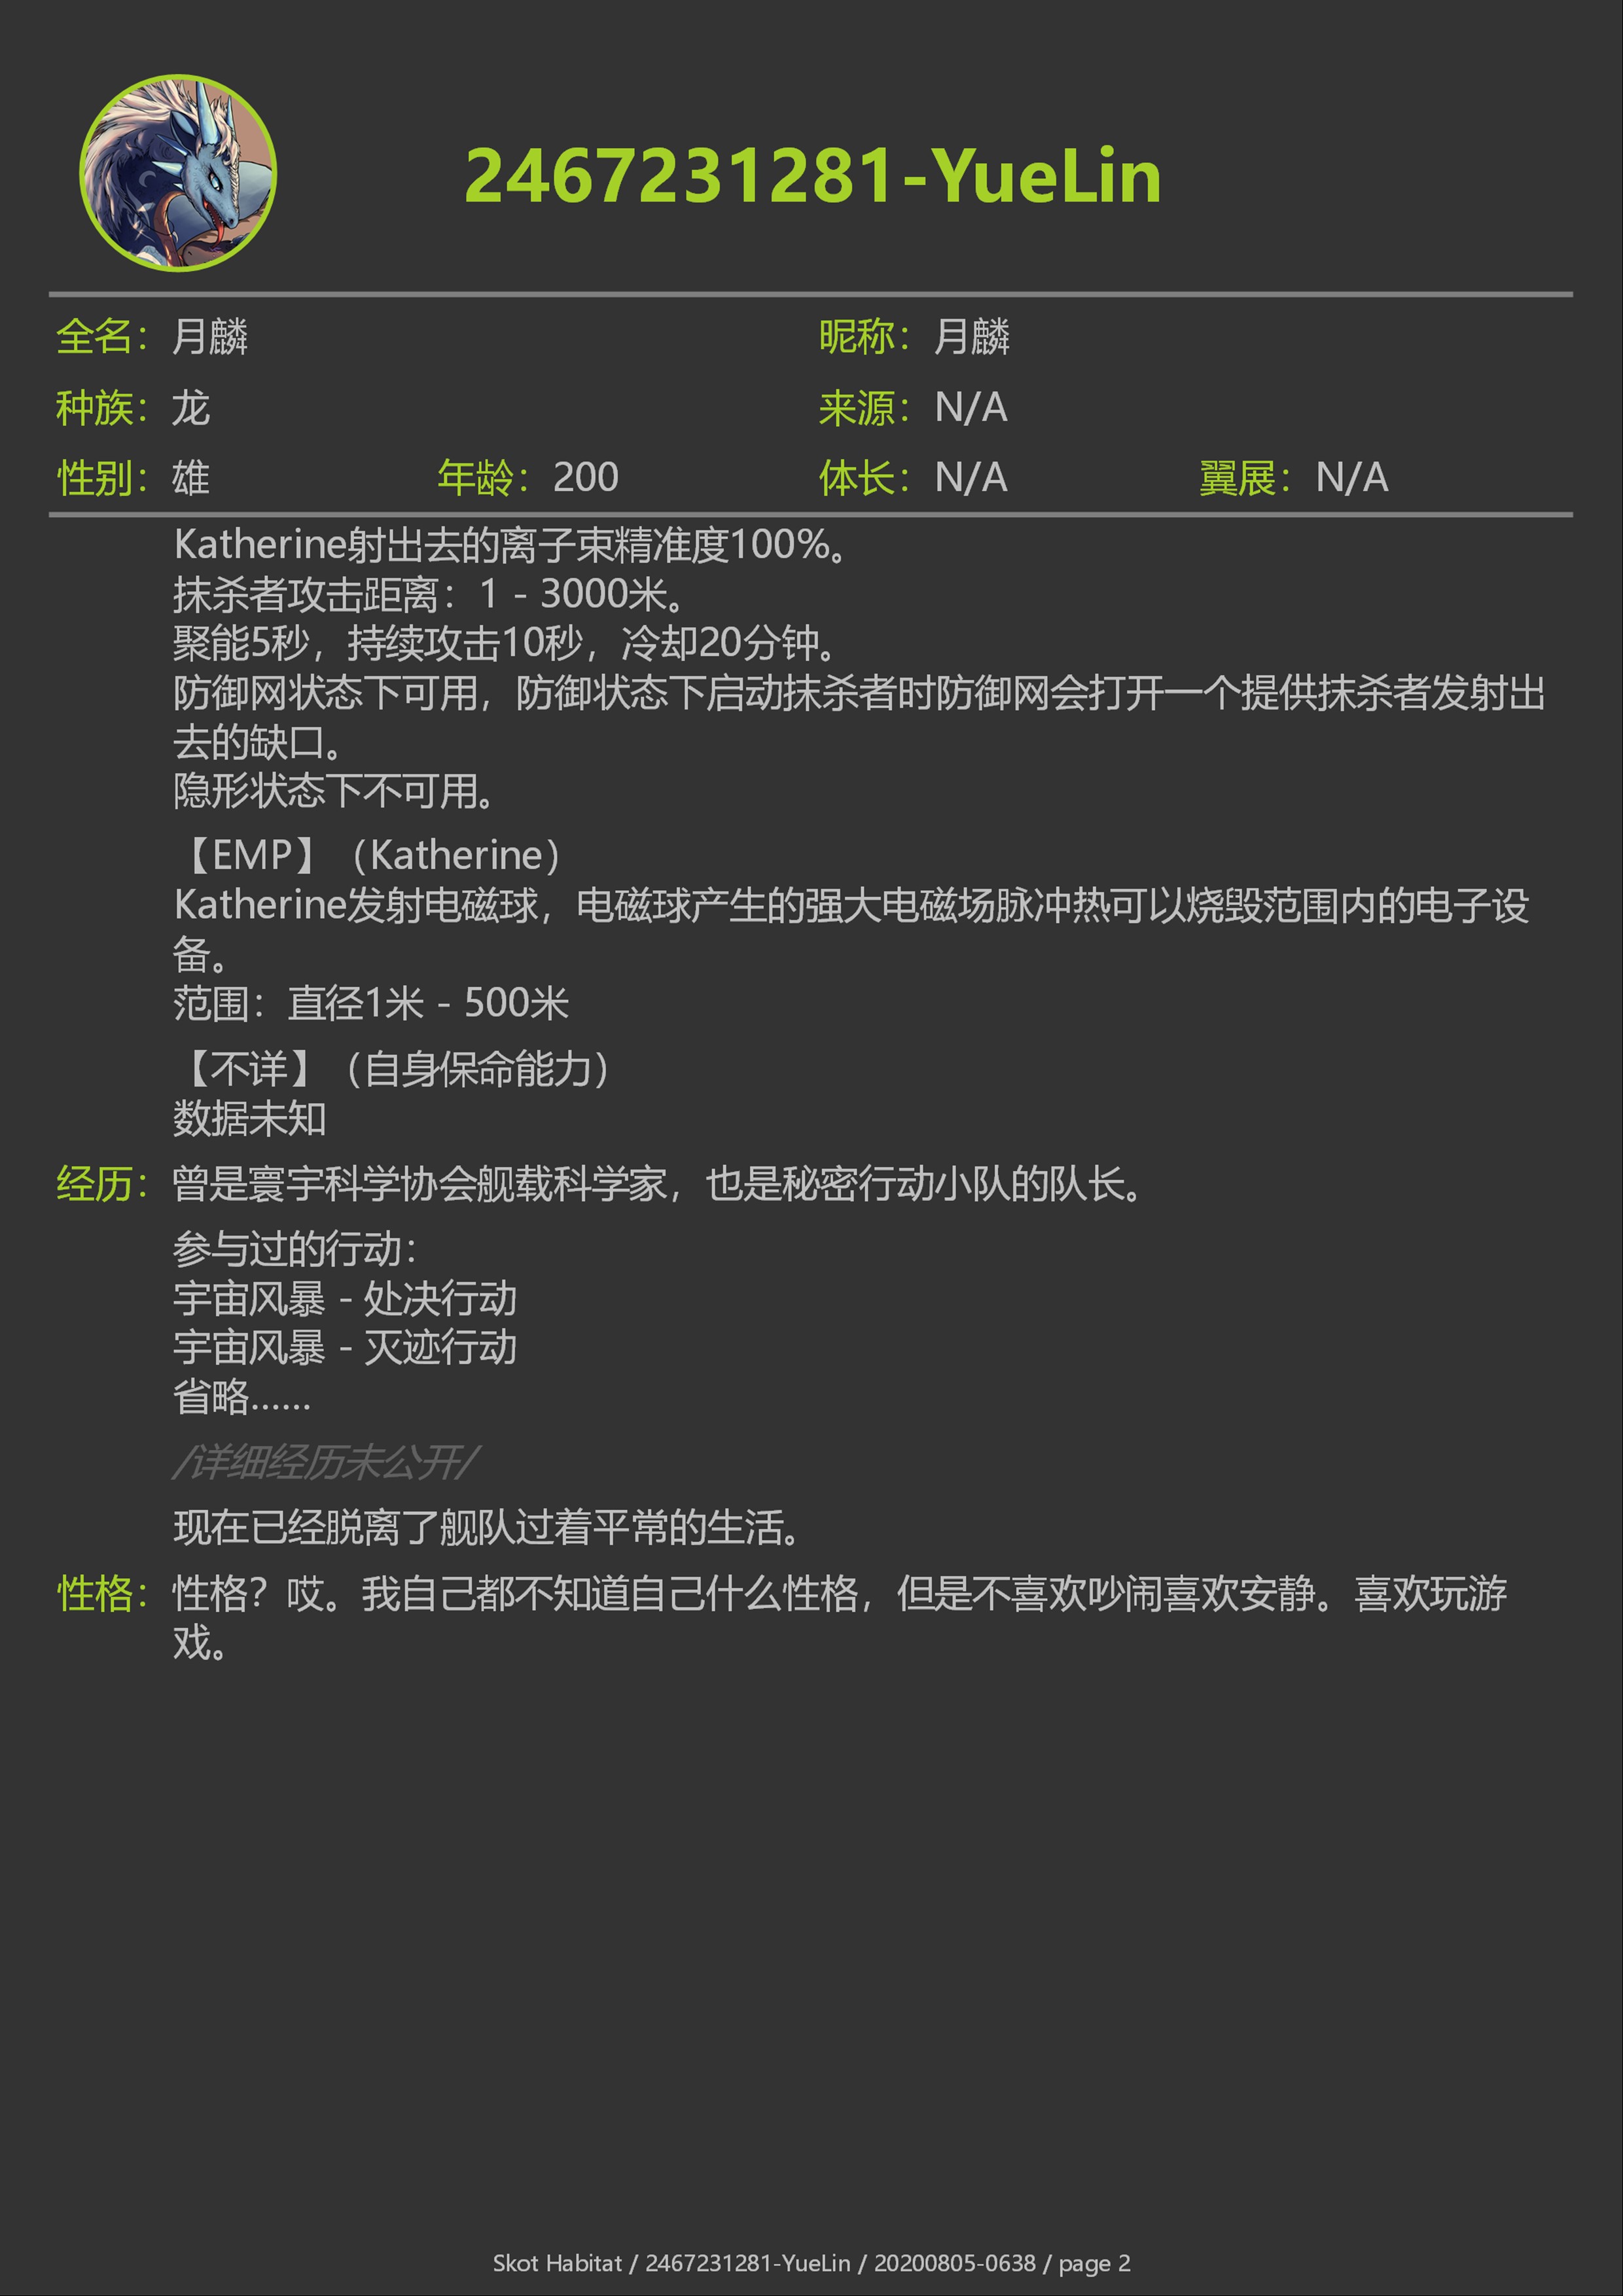 2467231281-YueLin
全名：月麟 昵称：月麟
种族：龙 来源：N/A
性别：雄 年龄：200 体长：N/A 翼展：N/A
Katherine射出去的离子束精准度100%。
抹杀者攻击距离：1 - 3000米。
聚能5秒，持续攻击10秒，冷却20分钟。
防御网状态下可用，防御状态下启动抹杀者时防御网会打开一个提供抹杀者发射出
去的缺口。
隐形状态下不可用。
【EMP】（Katherine）
Katherine发射电磁球，电磁球产生的强大电磁场脉冲热可以烧毁范围内的电子设
备。
范围：直径1米 - 500米
【不详】（自身保命能力）
数据未知
经历：曾是寰宇科学协会舰载科学家，也是秘密行动小队的队长。
参与过的行动：
宇宙风暴 - 处决行动
宇宙风暴 - 灭迹行动
省略......
/详细经历未公开/
现在已经脱离了舰队过着平常的生活。
性格：性格？哎。我自己都不知道自己什么性格，但是不喜欢吵闹喜欢安静。喜欢玩游
戏。
Skot Habitat / 2467231281-YueLin / 20200805-0638 / page 2